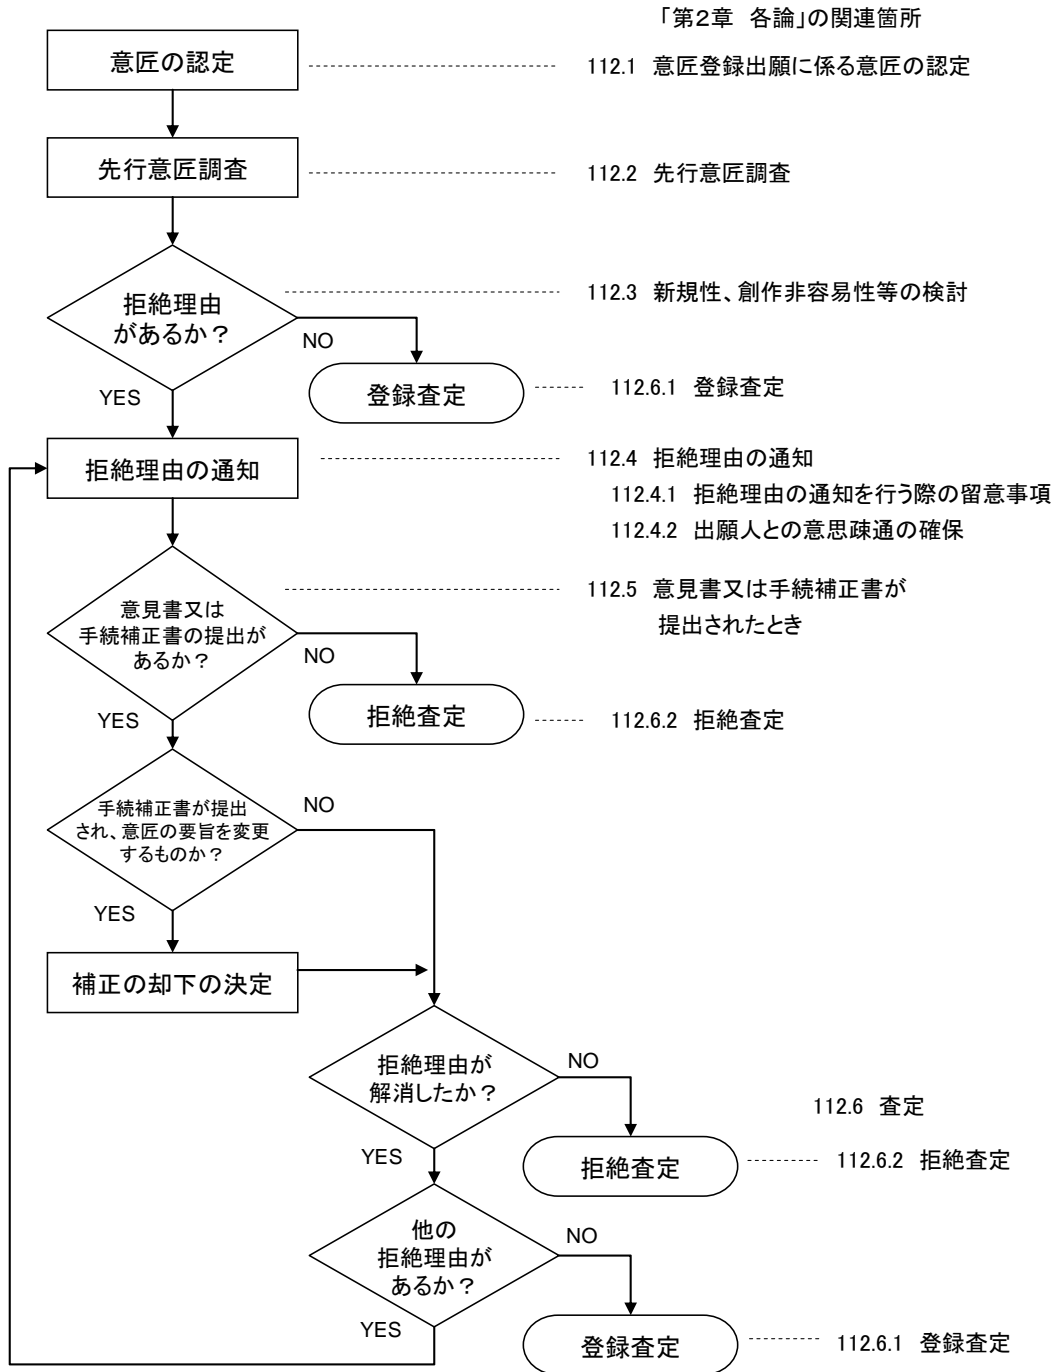 「第2章 各論」の関連箇所
意匠の認定
112.1 意匠登録出願に係る意匠の認定
先行意匠調査
112.2 先行意匠調査
拒絶理由
があるか？
112.3 新規性、創作非容易性等の検討
NO
登録査定
112.6.1 登録査定
YES
拒絶理由の通知
112.4 拒絶理由の通知
112.4.1 拒絶理由の通知を行う際の留意事項
112.4.2 出願人との意思疎通の確保
意見書又は
手続補正書の提出が
あるか？
112.5 意見書又は手続補正書が
提出されたとき
NO
拒絶査定
112.6.2 拒絶査定
YES
手続補正書が提出
され、意匠の要旨を変更
するものか？
NO
YES
補正の却下の決定
拒絶理由が
解消したか？
NO
112.6 査定
拒絶査定
112.6.2 拒絶査定
YES
他の
拒絶理由が
あるか？
NO
登録査定
112.6.1 登録査定
YES